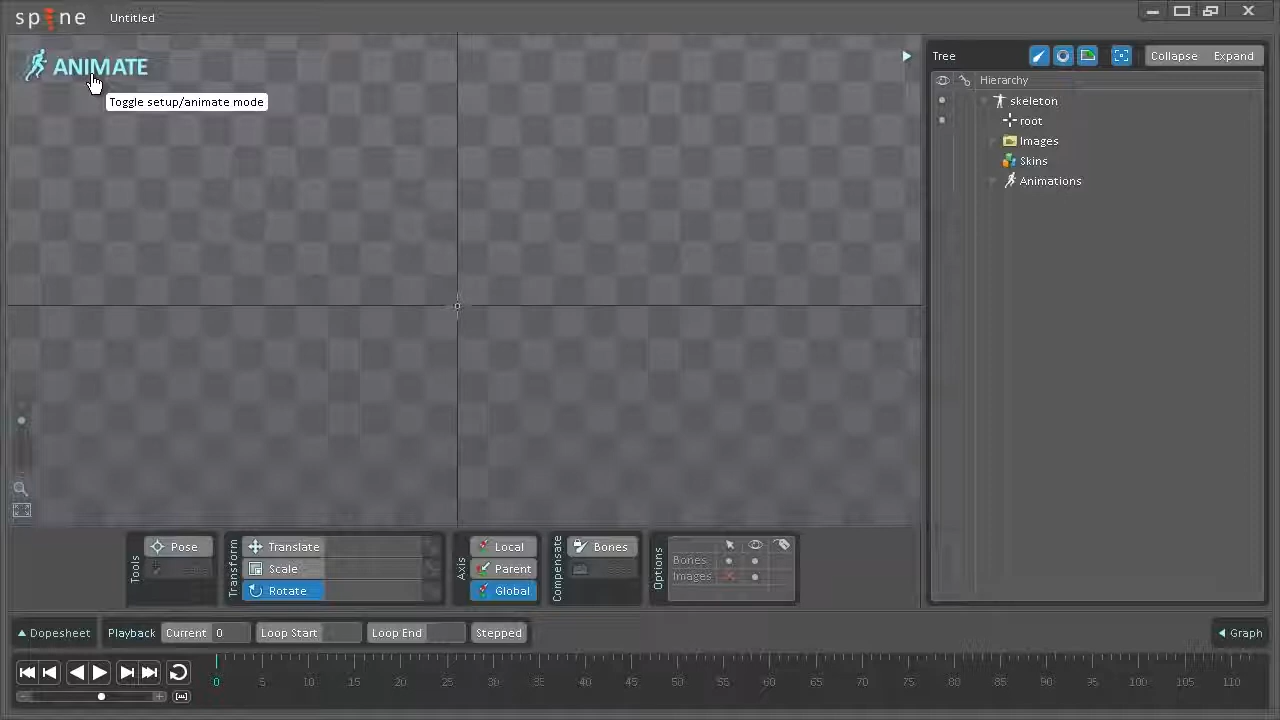 spine Untitled
ANIMATE
Toggle setup/animate mode
Tree Collapse Expand
Hierarchy
skeleton
root
Images
Skins
Animations
Tools
Pose
Transform
Translate
Scale
Rotate
Axis
Local
Parent
Global
Compensate
Bones
Options
Bones
Images
Dopesheet Playback Current 0 Loop Start Loop End Stepped Graph
0 5 10 15 20 25 30 35 40 45 50 55 60 65 70 75 80 85 90 95 100 105 110